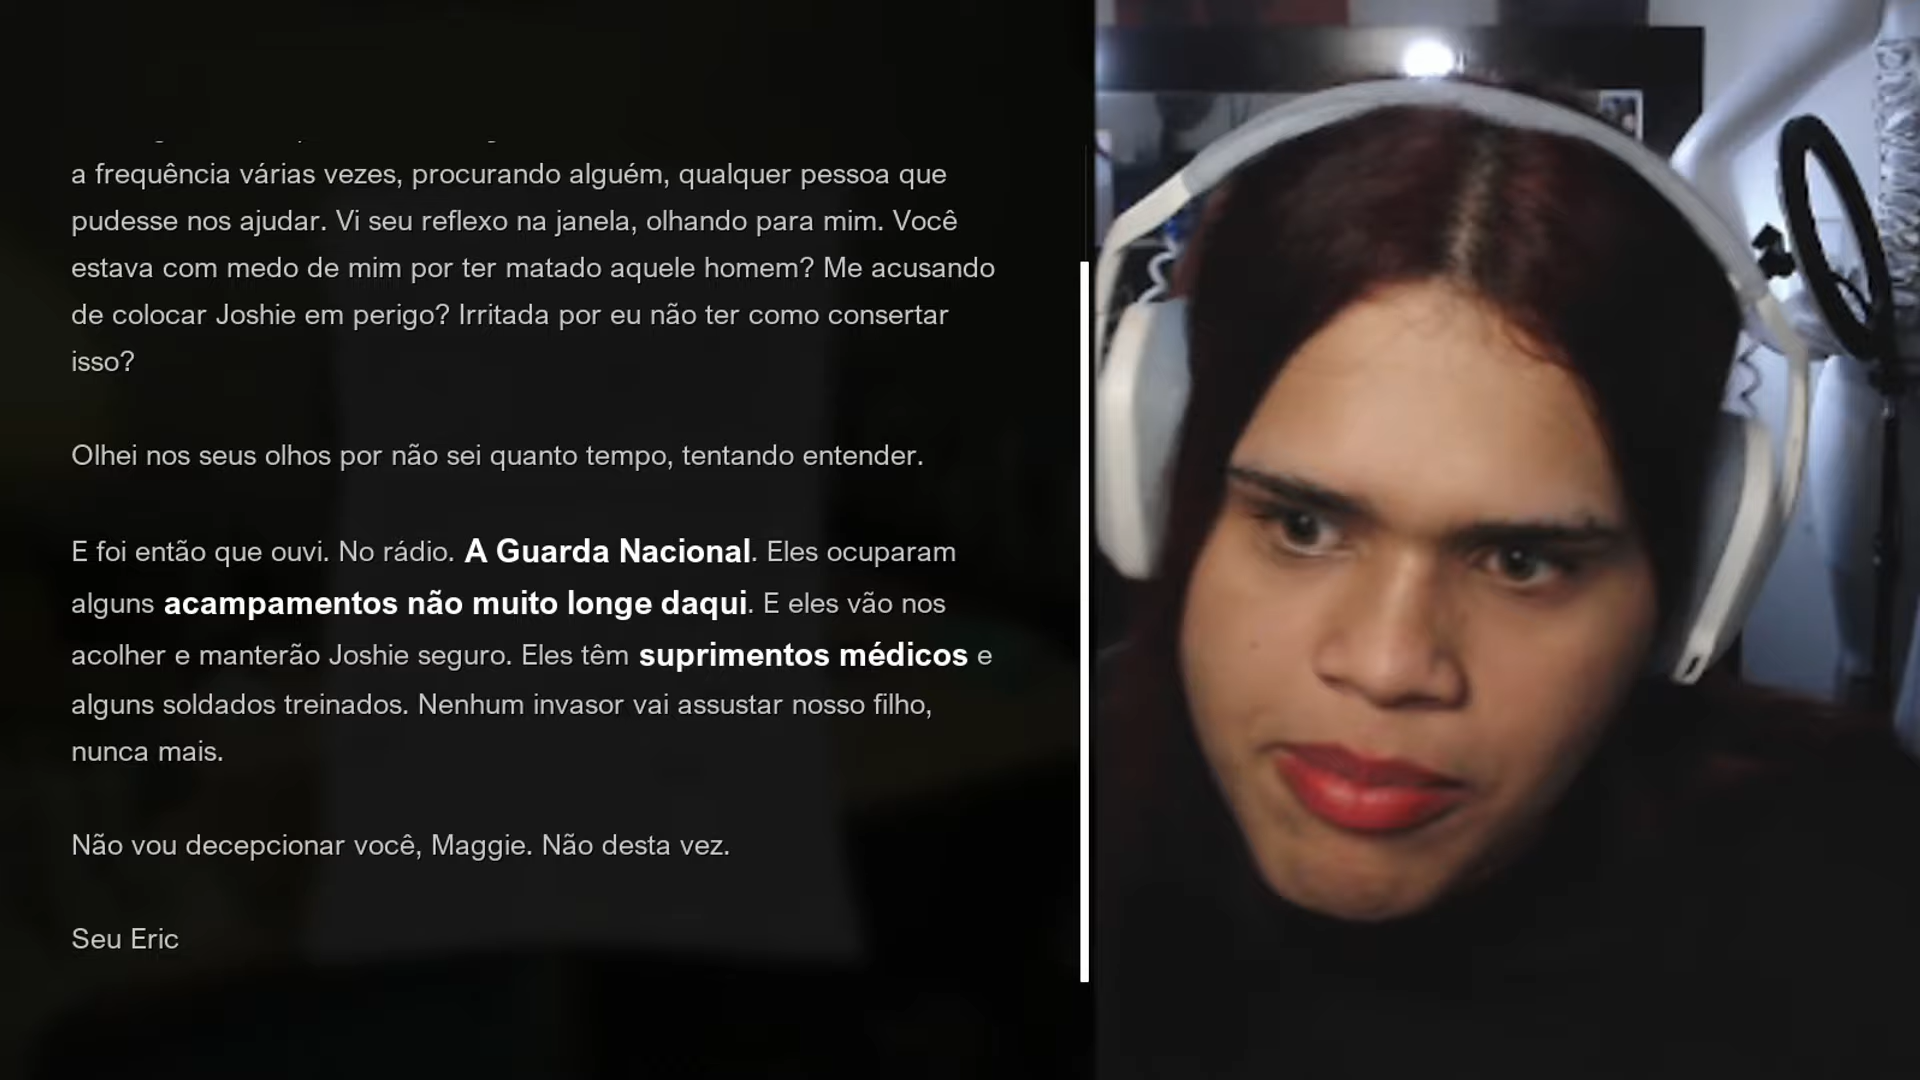 a frequência várias vezes, procurando alguém, qualquer pessoa que
pudesse nos ajudar. Vi seu reflexo na janela, olhando para mim. Você
estava com medo de mim por ter matado aquele homem? Me acusando
de colocar Joshie em perigo? Irritada por eu não ter como consertar
isso?
Olhei nos seus olhos por não sei quanto tempo, tentando entender.
E foi então que ouvi. No rádio. A Guarda Nacional. Eles ocuparam
alguns acampamentos não muito longe daqui. E eles vão nos
acolher e manterão Joshie seguro. Eles têm suprimentos médicos e
alguns soldados treinados. Nenhum invasor vai assustar nosso filho,
nunca mais.
Não vou decepcionar você, Maggie. Não desta vez.
Seu Eric